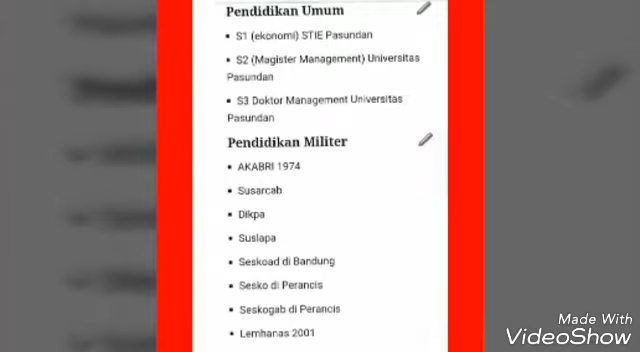 Pendidikan Umum
S1 (ekonomi) STIE Pasundan
S2 (Magister Management) Universitas
Pasundan
S3 Doktor Management Universitas
Pasundan
Pendidikan Militer
AKABRI 1974
Susarcab
Dikpa
Suslapa
Seskoad di Bandung
Sesko di Perancis
Seskogab di Perancis
Lemhanas 2001
Made With
VideoShow